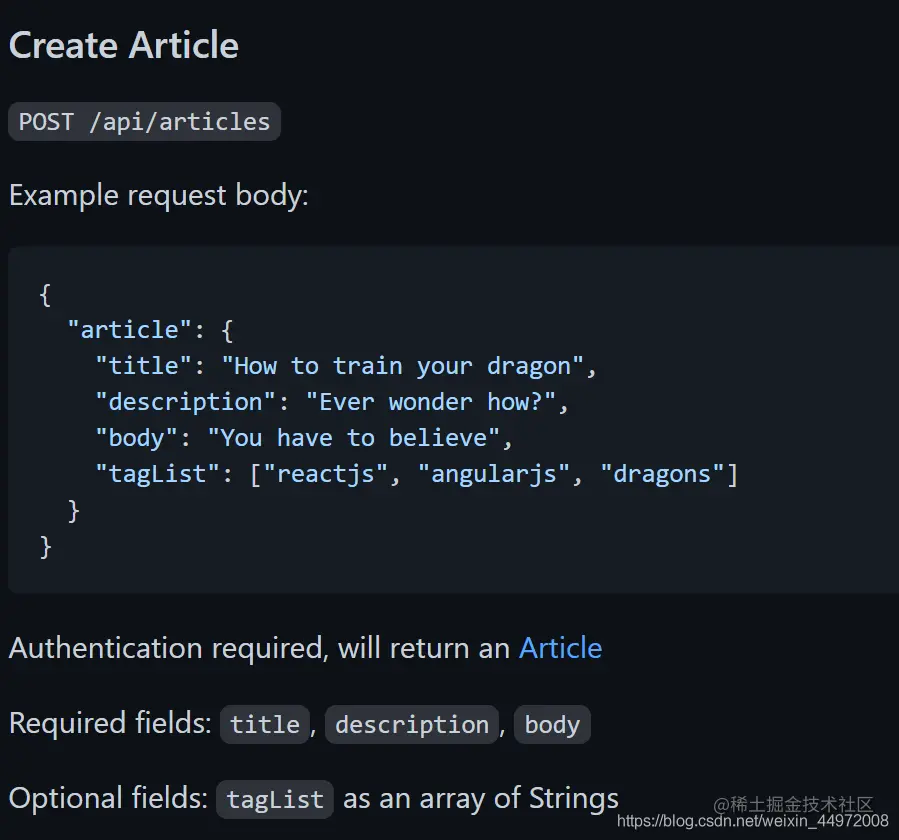 Create Article
POST /api/articles
Example request body:
{
"article": {
"title": "How to train your dragon",
"description": "Ever wonder how?",
"body": "You have to believe",
"tagList": ["reactjs", "angularjs", "dragons"]
}
}
Authentication required, will return an Article
Required fields: title, description, body
Optional fields: tagList as an array of Strings
@稀土掘金技术社区
https://blog.csdn.net/weixin_44972008